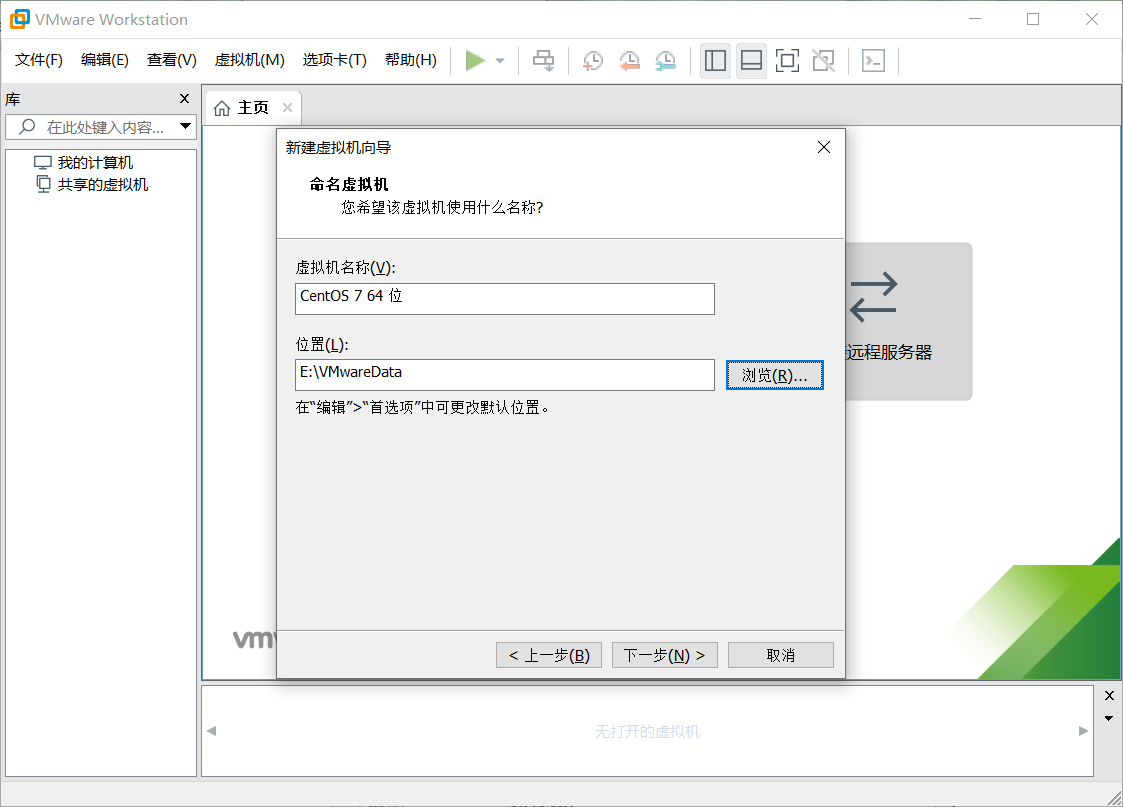 VMware Workstation
文件(F) 编辑(E) 查看(V) 虚拟机(M) 选项卡(T) 帮助(H)
库
在此处键入内容...
我的计算机
共享的虚拟机
主页
新建虚拟机向导
命名虚拟机
您希望该虚拟机使用什么名称?
虚拟机名称(V):
CentOS 7 64 位
位置(L):
E:\VMwareData
浏览(R)...
在“编辑”>“首选项”中可更改默认位置。
远程服务器
vm
< 上一步(B) 下一步(N) > 取消
无打开的虚拟机